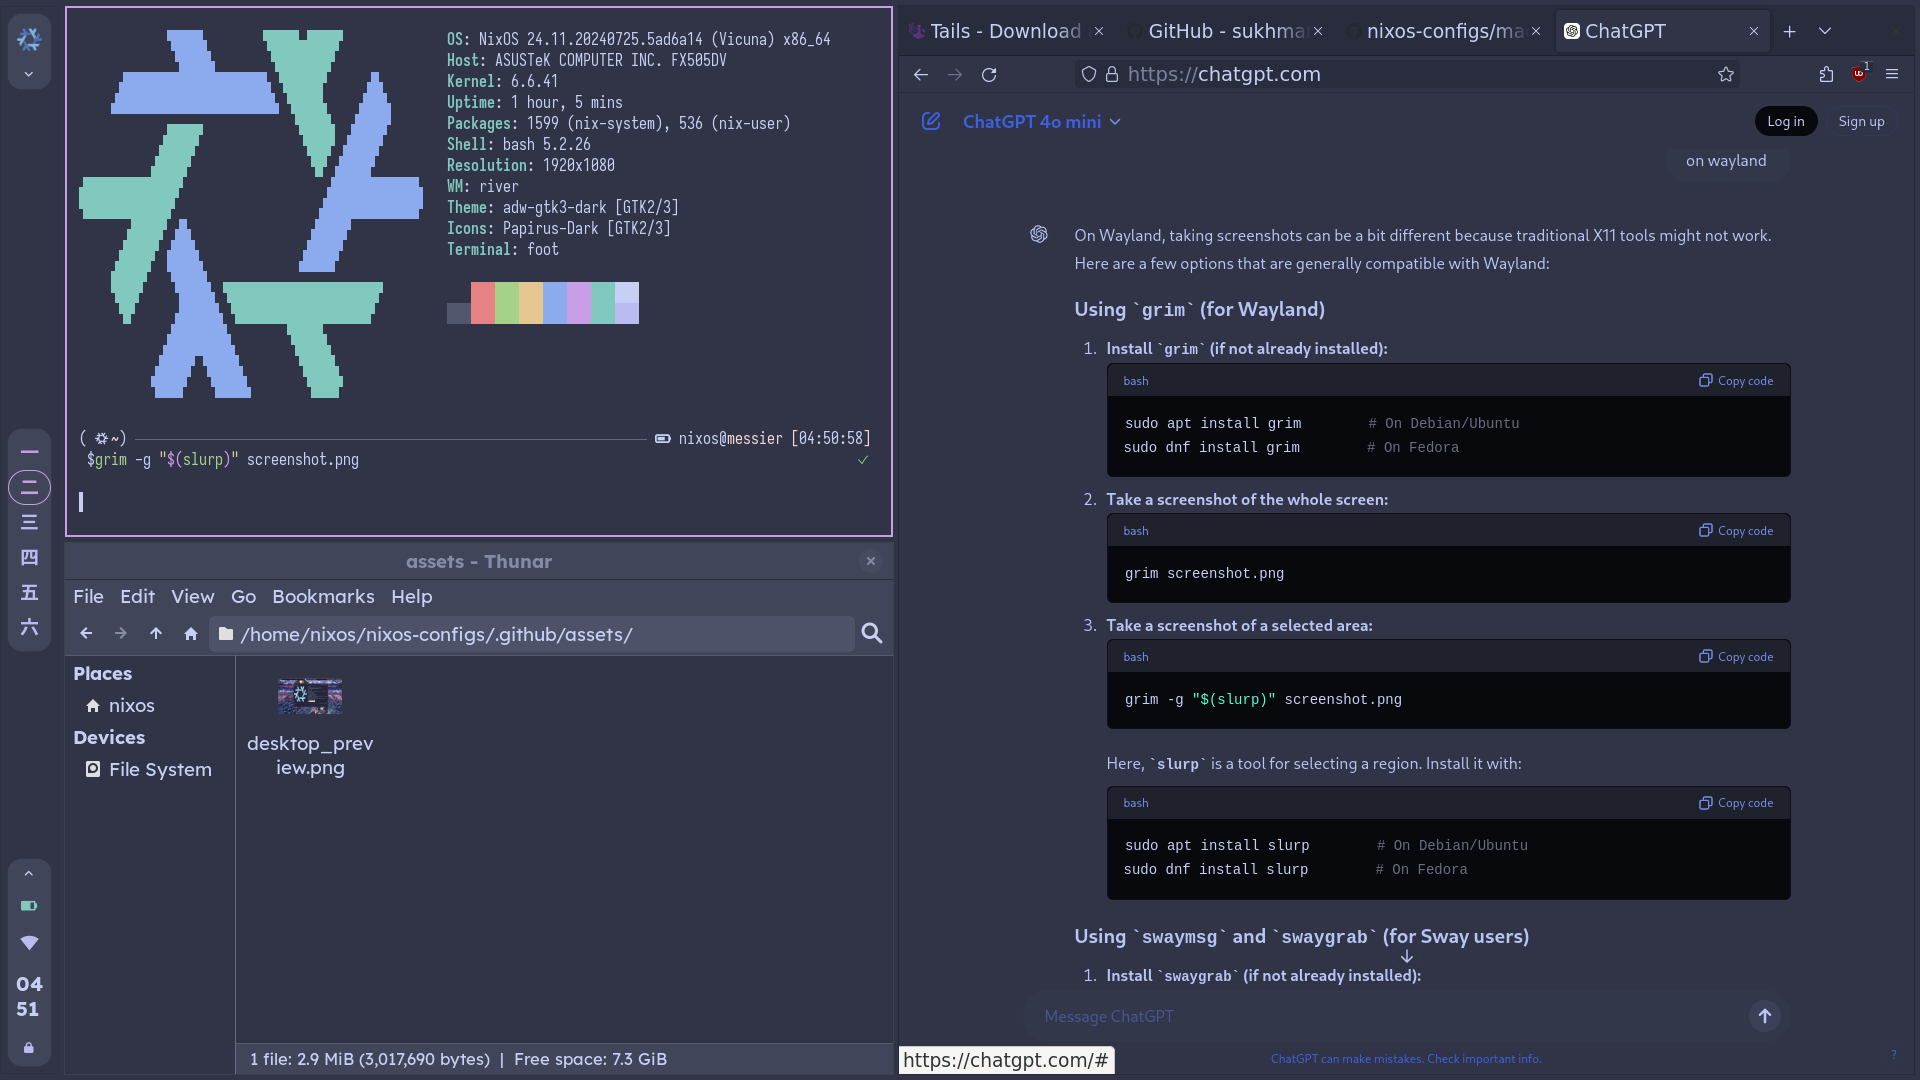 OS: NixOS 24.11.20240725.5ad6a14 (Vicuna) x86_64
Host: ASUSTeK COMPUTER INC. FX505DV
Kernel: 6.6.41
Uptime: 1 hour, 5 mins
Packages: 1599 (nix-system), 536 (nix-user)
Shell: bash 5.2.26
Resolution: 1920x1080
WM: river
Theme: adw-gtk3-dark [GTK2/3]
Icons: Papirus-Dark [GTK2/3]
Terminal: foot
( ~) nixos@messier [04:50:58]
$grim -g "$(slurp)" screenshot.png ✓
一
二
三
四
五
六
04
51
assets - Thunar
File Edit View Go Bookmarks Help
/home/nixos/nixos-configs/.github/assets/
Places
nixos
Devices
File System
desktop_prev
iew.png
1 file: 2.9 MiB (3,017,690 bytes) | Free space: 7.3 GiB
Tails - Download
GitHub - sukhma
nixos-configs/ma
ChatGPT
https://chatgpt.com
1
ChatGPT 4o mini
Log in
Sign up
on wayland
On Wayland, taking screenshots can be a bit different because traditional X11 tools might not work.
Here are a few options that are generally compatible with Wayland:
Using `grim` (for Wayland)
1. Install `grim` (if not already installed):
bash Copy code
sudo apt install grim # On Debian/Ubuntu
sudo dnf install grim # On Fedora
2. Take a screenshot of the whole screen:
bash Copy code
grim screenshot.png
3. Take a screenshot of a selected area:
bash Copy code
grim -g "$(slurp)" screenshot.png
Here, `slurp` is a tool for selecting a region. Install it with:
bash Copy code
sudo apt install slurp # On Debian/Ubuntu
sudo dnf install slurp # On Fedora
Using `swaymsg` and `swaygrab` (for Sway users)
1. Install `swaygrab` (if not already installed):
Message ChatGPT
ChatGPT can make mistakes. Check important info.
?
https://chatgpt.com/#